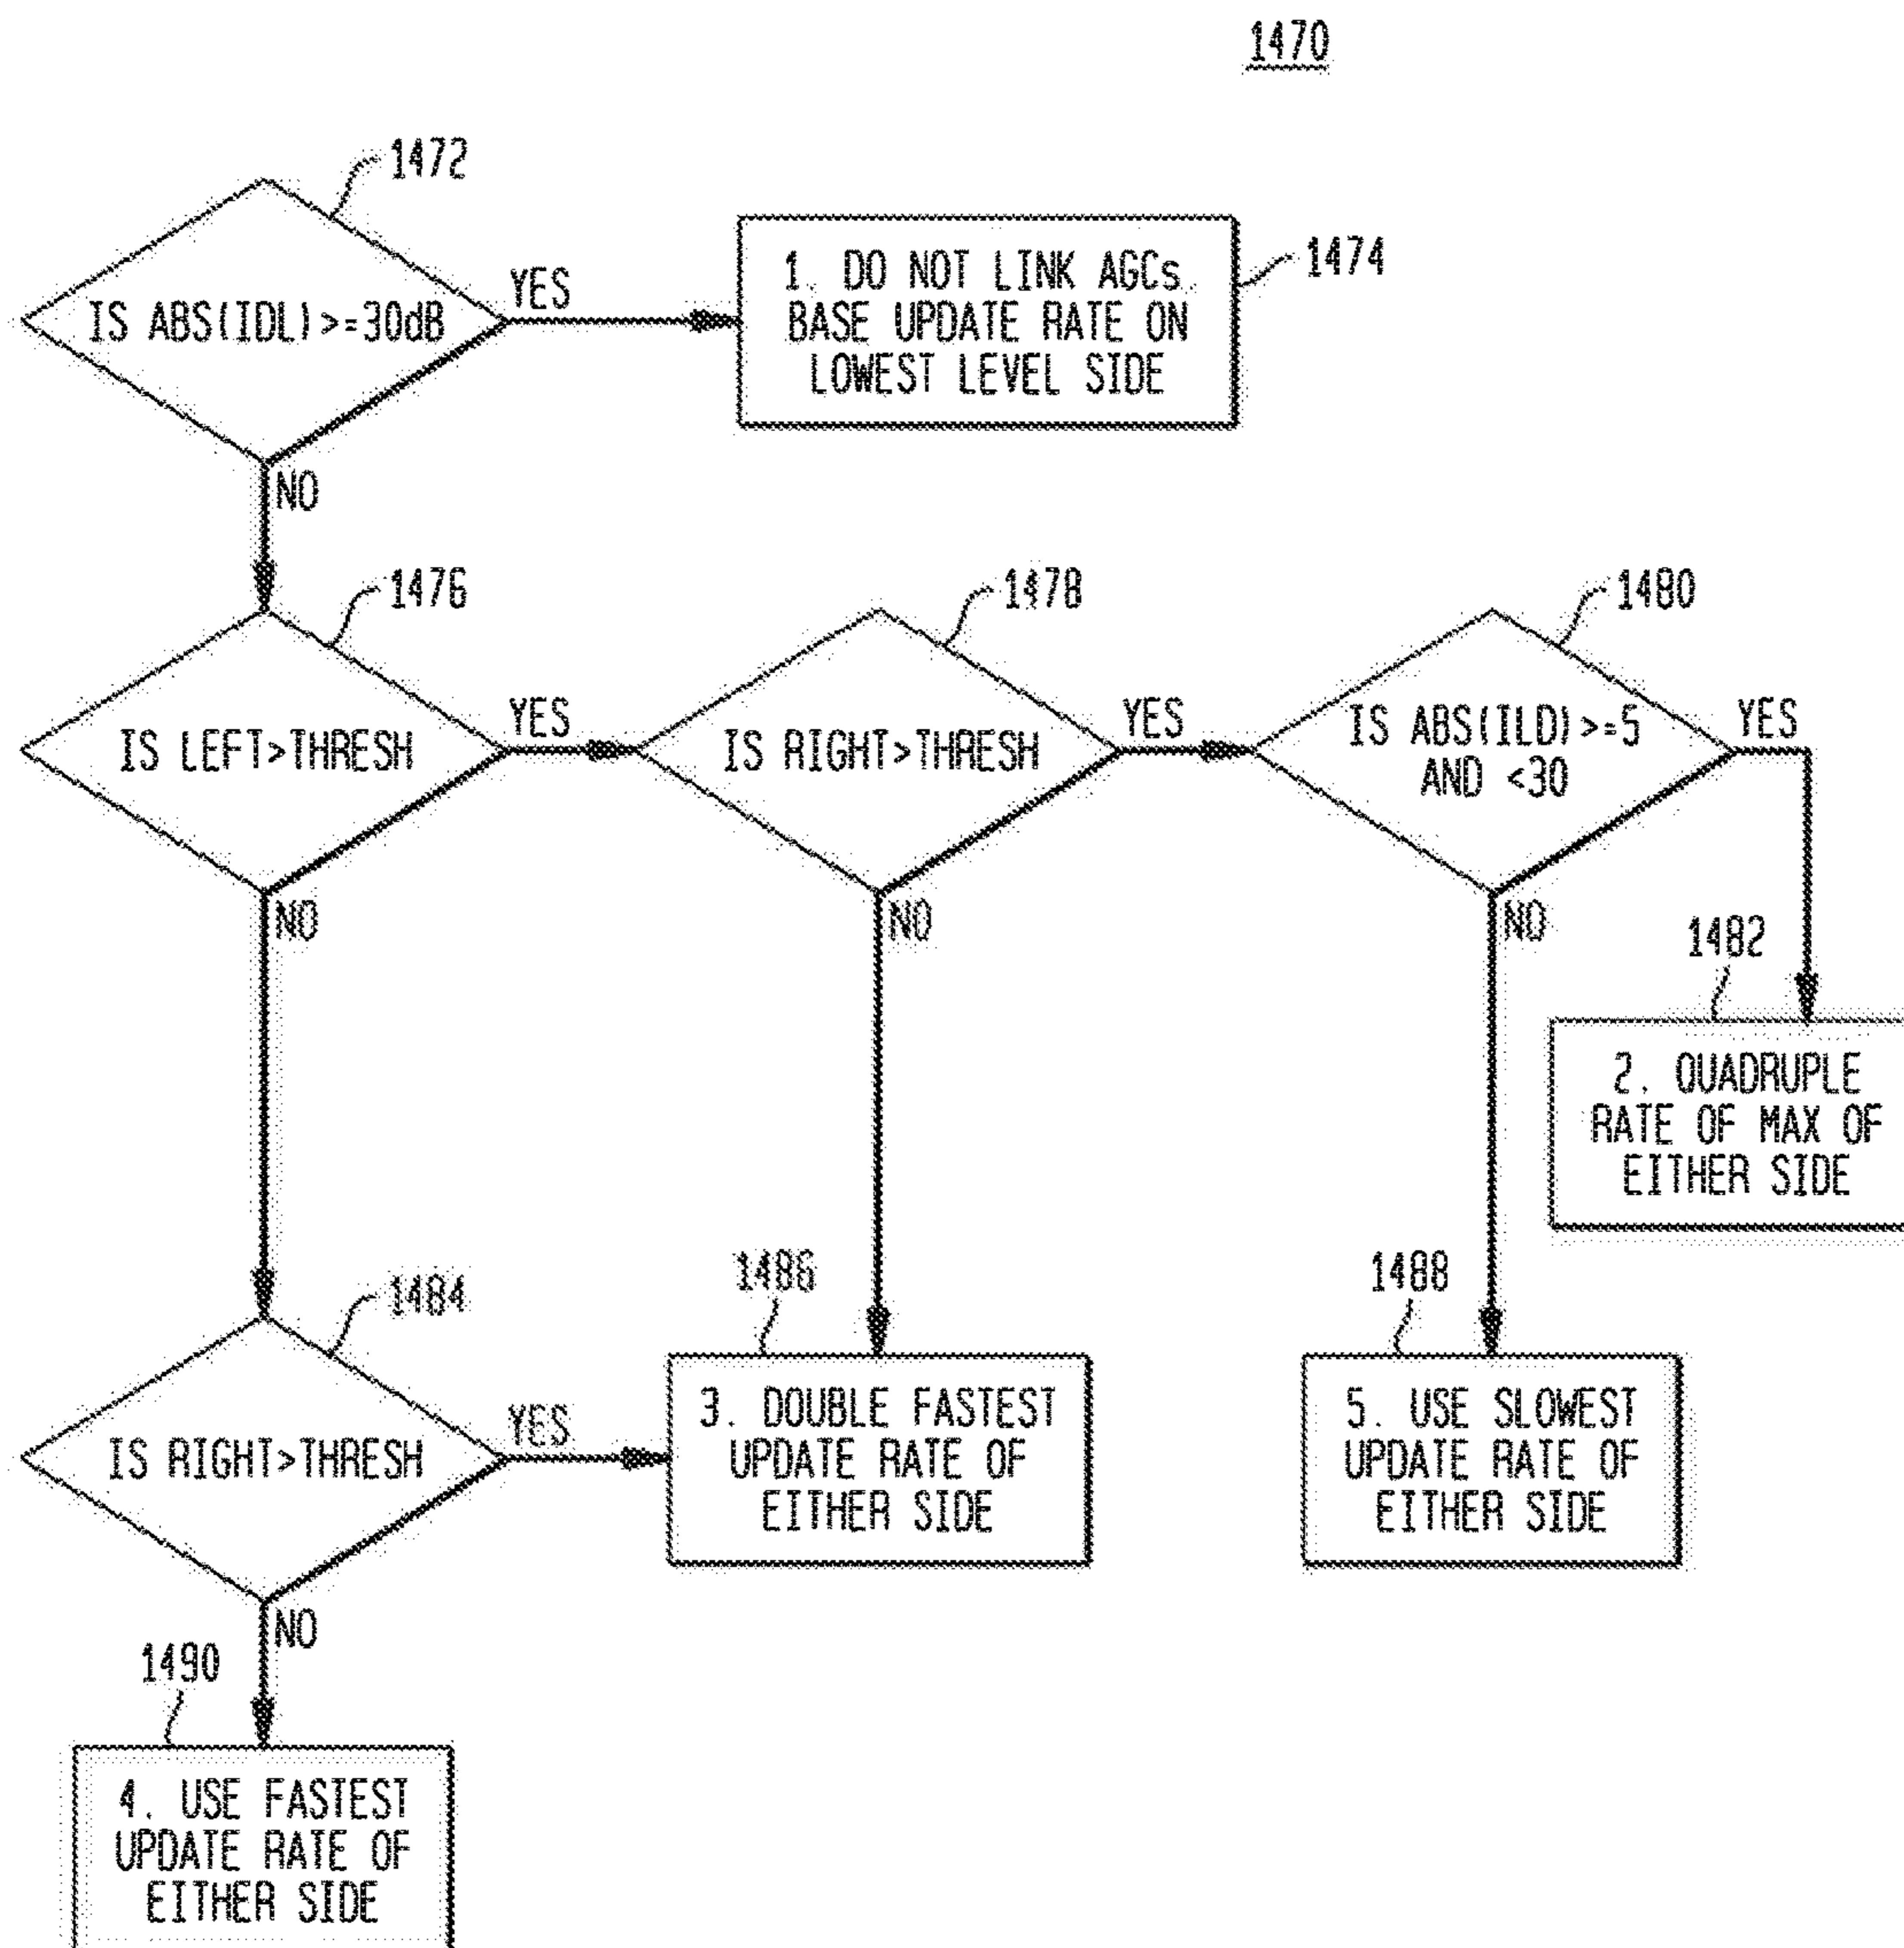 1470
1472
IS ABS(IDL)>=30dB
YES
1. DO NOT LINK AGCs.
BASE UPDATE RATE ON
LOWEST LEVEL SIDE
1474
NO
1476
IS LEFT>THRESH
YES
1478
IS RIGHT>THRESH
YES
1480
IS ABS(ILD)>=5
AND <30
YES
NO
NO
NO
1482
2. QUADRUPLE
RATE OF MAX OF
EITHER SIDE
1484
IS RIGHT>THRESH
YES
1486
3. DOUBLE FASTEST
UPDATE RATE OF
EITHER SIDE
1488
5. USE SLOWEST
UPDATE RATE OF
EITHER SIDE
NO
1490
4. USE FASTEST
UPDATE RATE OF
EITHER SIDE